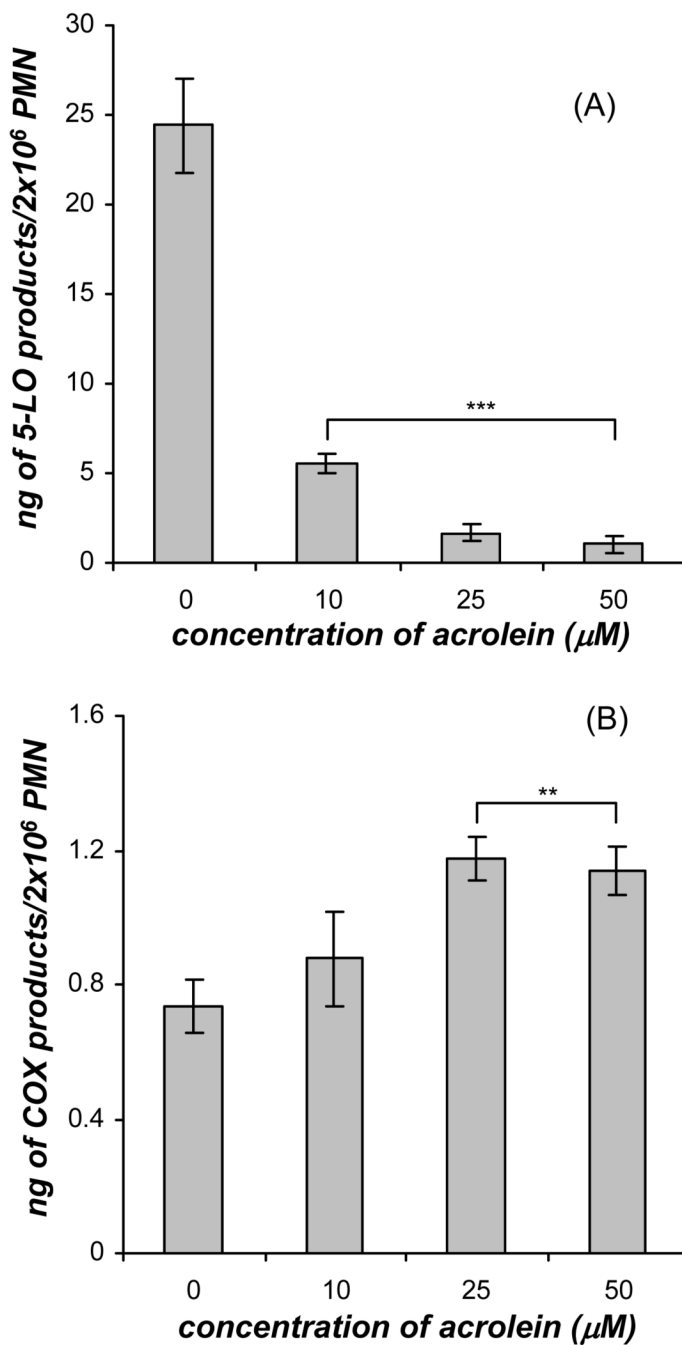 (A)
ng of 5-LO products/2x10⁶ PMN
30
25
20
15
10
5
0
***
0 10 25 50
concentration of acrolein (μM)
(B)
ng of COX products/2x10⁶ PMN
1.6
1.2
0.8
0.4
0
**
0 10 25 50
concentration of acrolein (μM)